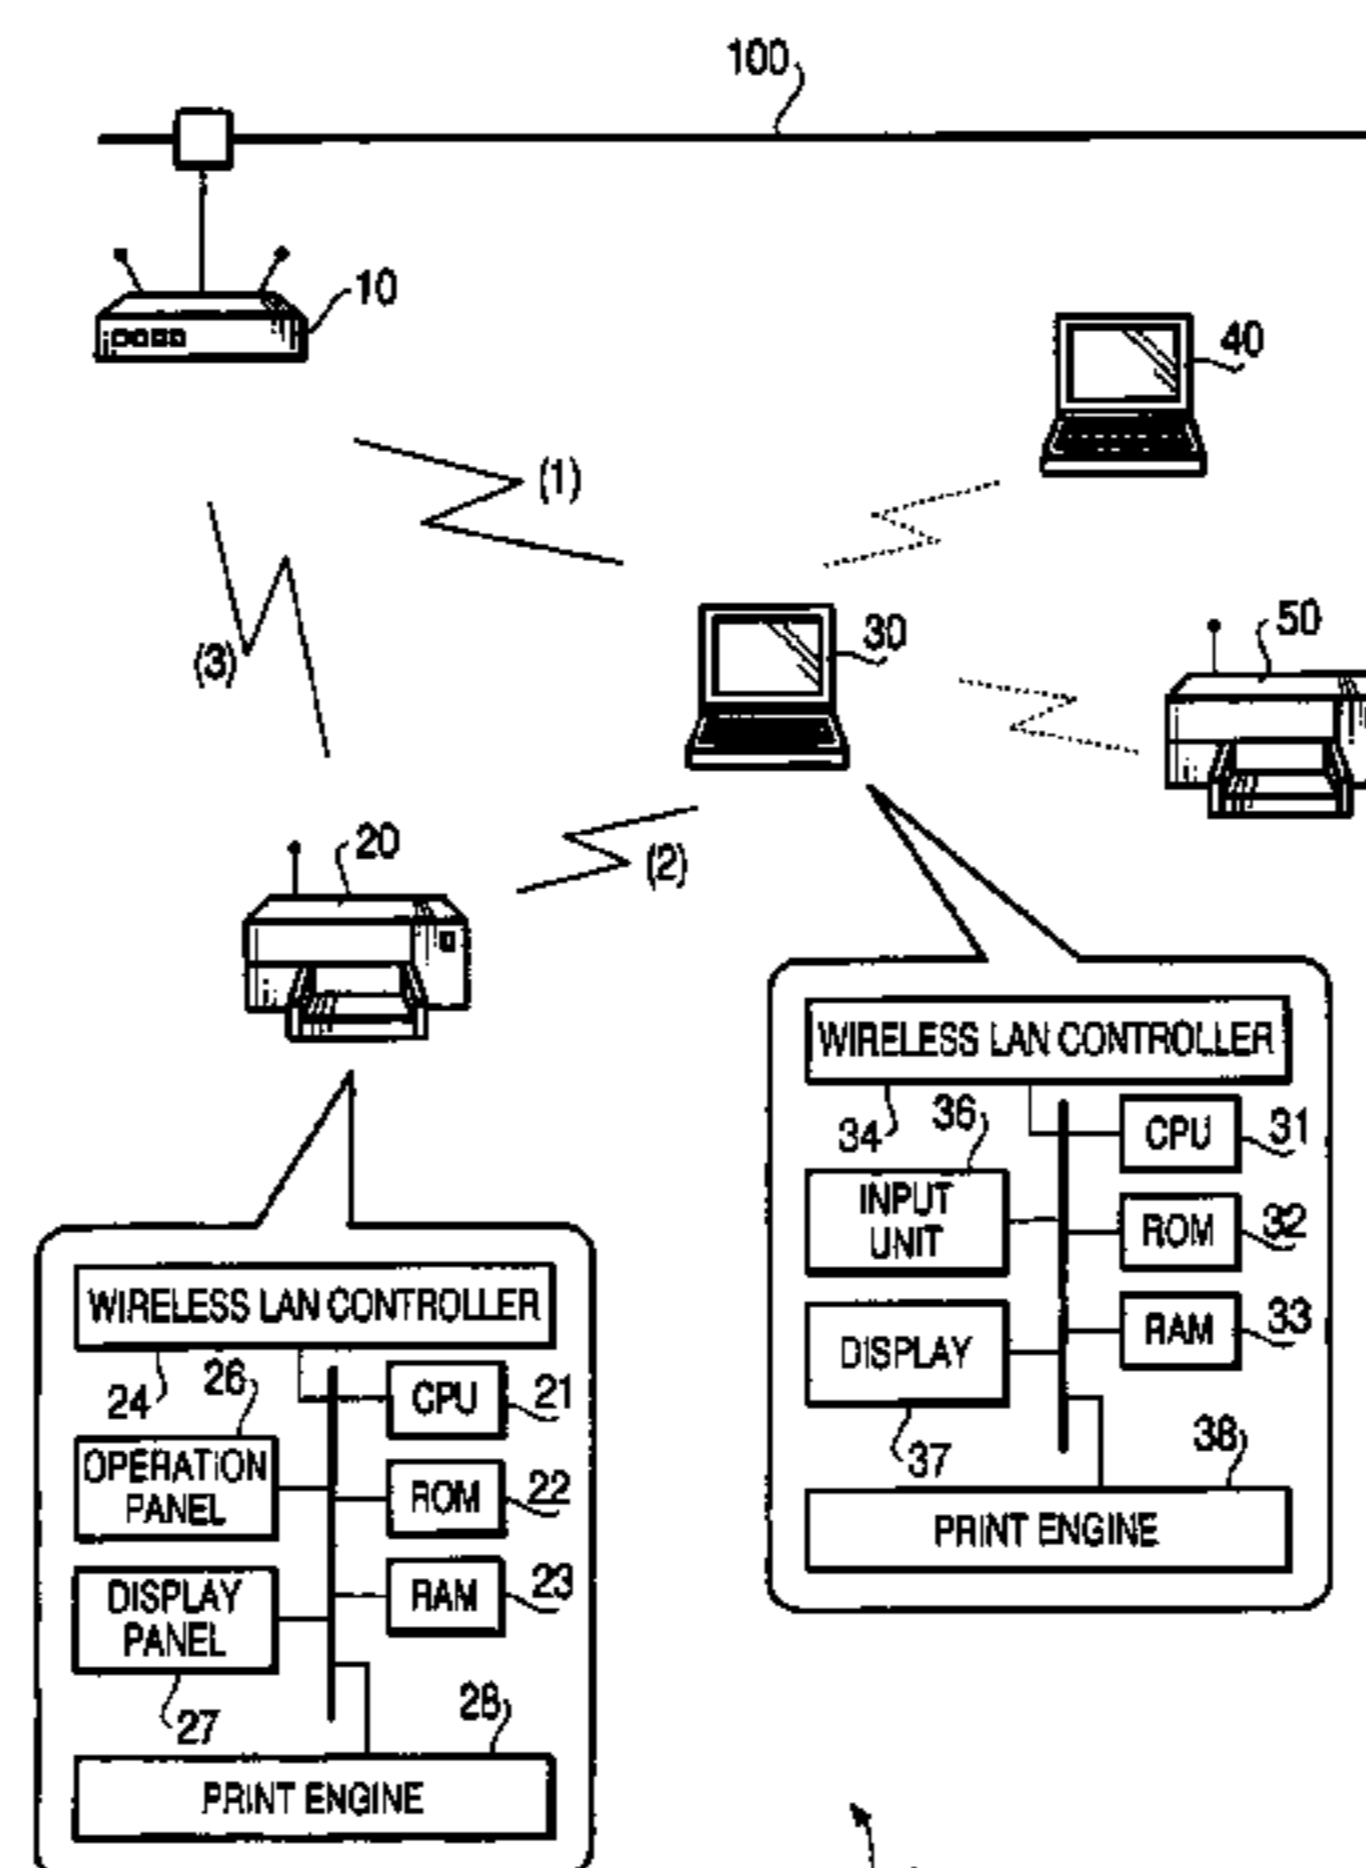 100
10
40
(1)
50
30
(3)
20
(2)
WIRELESS LAN CONTROLLER
34
36
CPU
31
INPUT
UNIT
ROM
32
RAM
33
DISPLAY
37
38
PRINT ENGINE
WIRELESS LAN CONTROLLER
24
26
CPU
21
OPERATION
PANEL
ROM
22
RAM
23
DISPLAY
PANEL
27
28
PRINT ENGINE